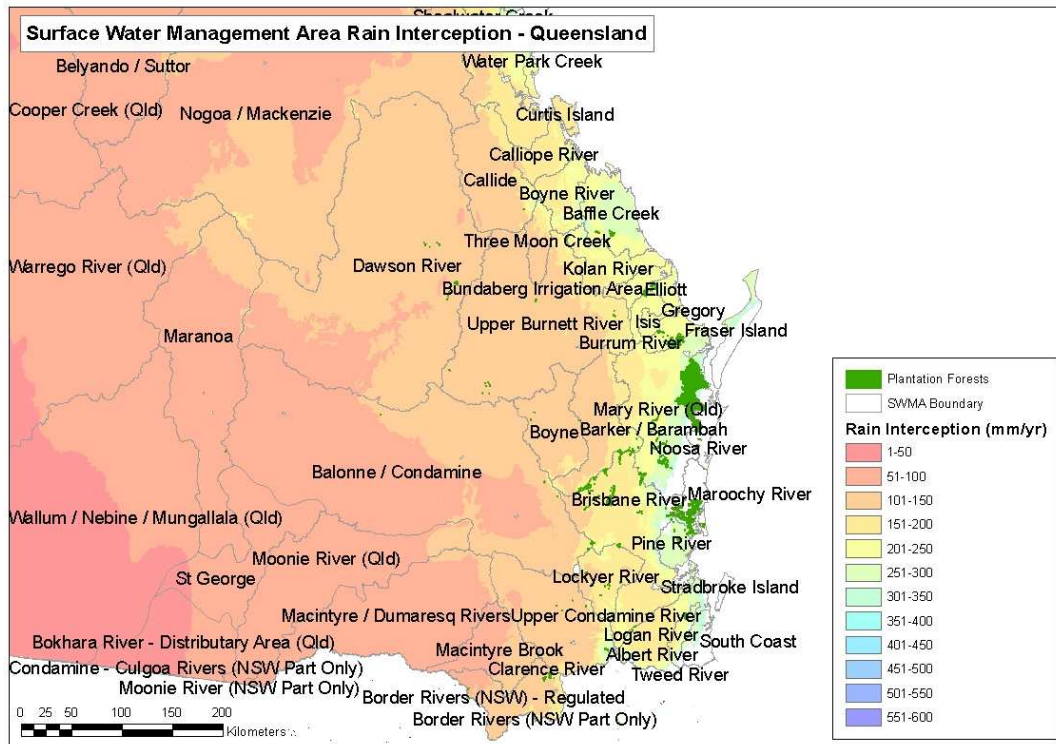 Shoalwater Creek
Surface Water Management Area Rain Interception - Queensland
Water Park Creek
Belyando / Suttor
Cooper Creek (Qld)
Nogoa / Mackenzie
Curtis Island
Calliope River
Callide
Boyne River
Baffle Creek
Three Moon Creek
Warrego River (Qld)
Dawson River
Kolan River
Bundaberg Irrigation Area
Elliott
Gregory
Upper Burnett River
Isis
Fraser Island
Maranoa
Burrum River
Mary River (Qld)
Boyne
Barker / Barambah
Noosa River
Balonne / Condamine
Brisbane River
Maroochy River
Wallum / Nebine / Mungallala (Qld)
Pine River
Moonie River (Qld)
St George
Lockyer River
Stradbroke Island
Macintyre / Dumaresq Rivers
Upper Condamine River
Bokhara River - Distributary Area (Qld)
Logan River
South Coast
Macintyre Brook
Albert River
Condamine - Culgoa Rivers (NSW Part Only)
Clarence River
Tweed River
Moonie River (NSW Part Only)
Border Rivers (NSW) - Regulated
Border Rivers (NSW Part Only)
0 25 50 100 150 200
Kilometers
Plantation Forests
SWMA Boundary
Rain Interception (mm/yr)
1-50
51-100
101-150
151-200
201-250
251-300
301-350
351-400
401-450
451-500
501-550
551-600